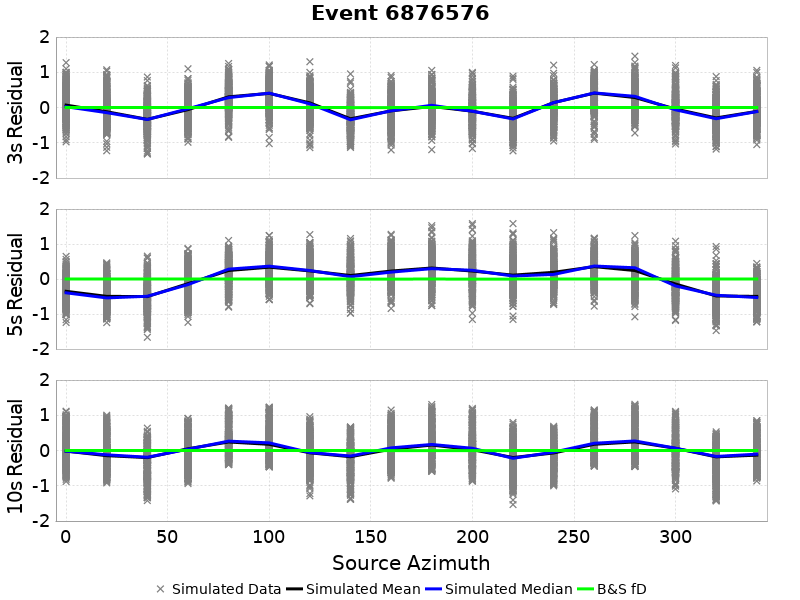 Event 6876576
3s Residual
2
1
0
-1
-2
5s Residual
2
1
0
-1
-2
10s Residual
2
1
0
-1
-2
0 50 100 150 200 250 300
Source Azimuth
Simulated Data Simulated Mean Simulated Median B&S fD